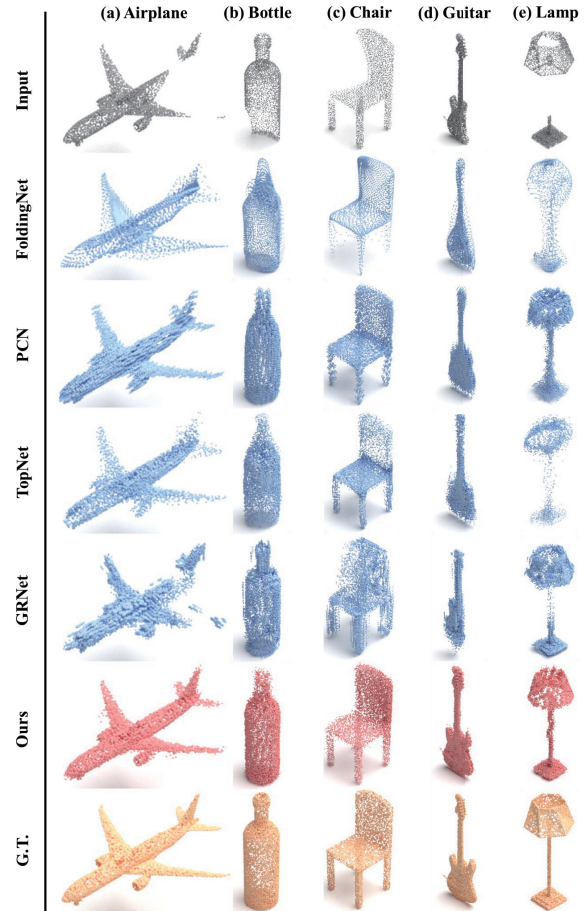 (a) Airplane (b) Bottle (c) Chair (d) Guitar (e) Lamp
Input
FoldingNet
PCN
TopNet
GRNet
Ours
G.T.